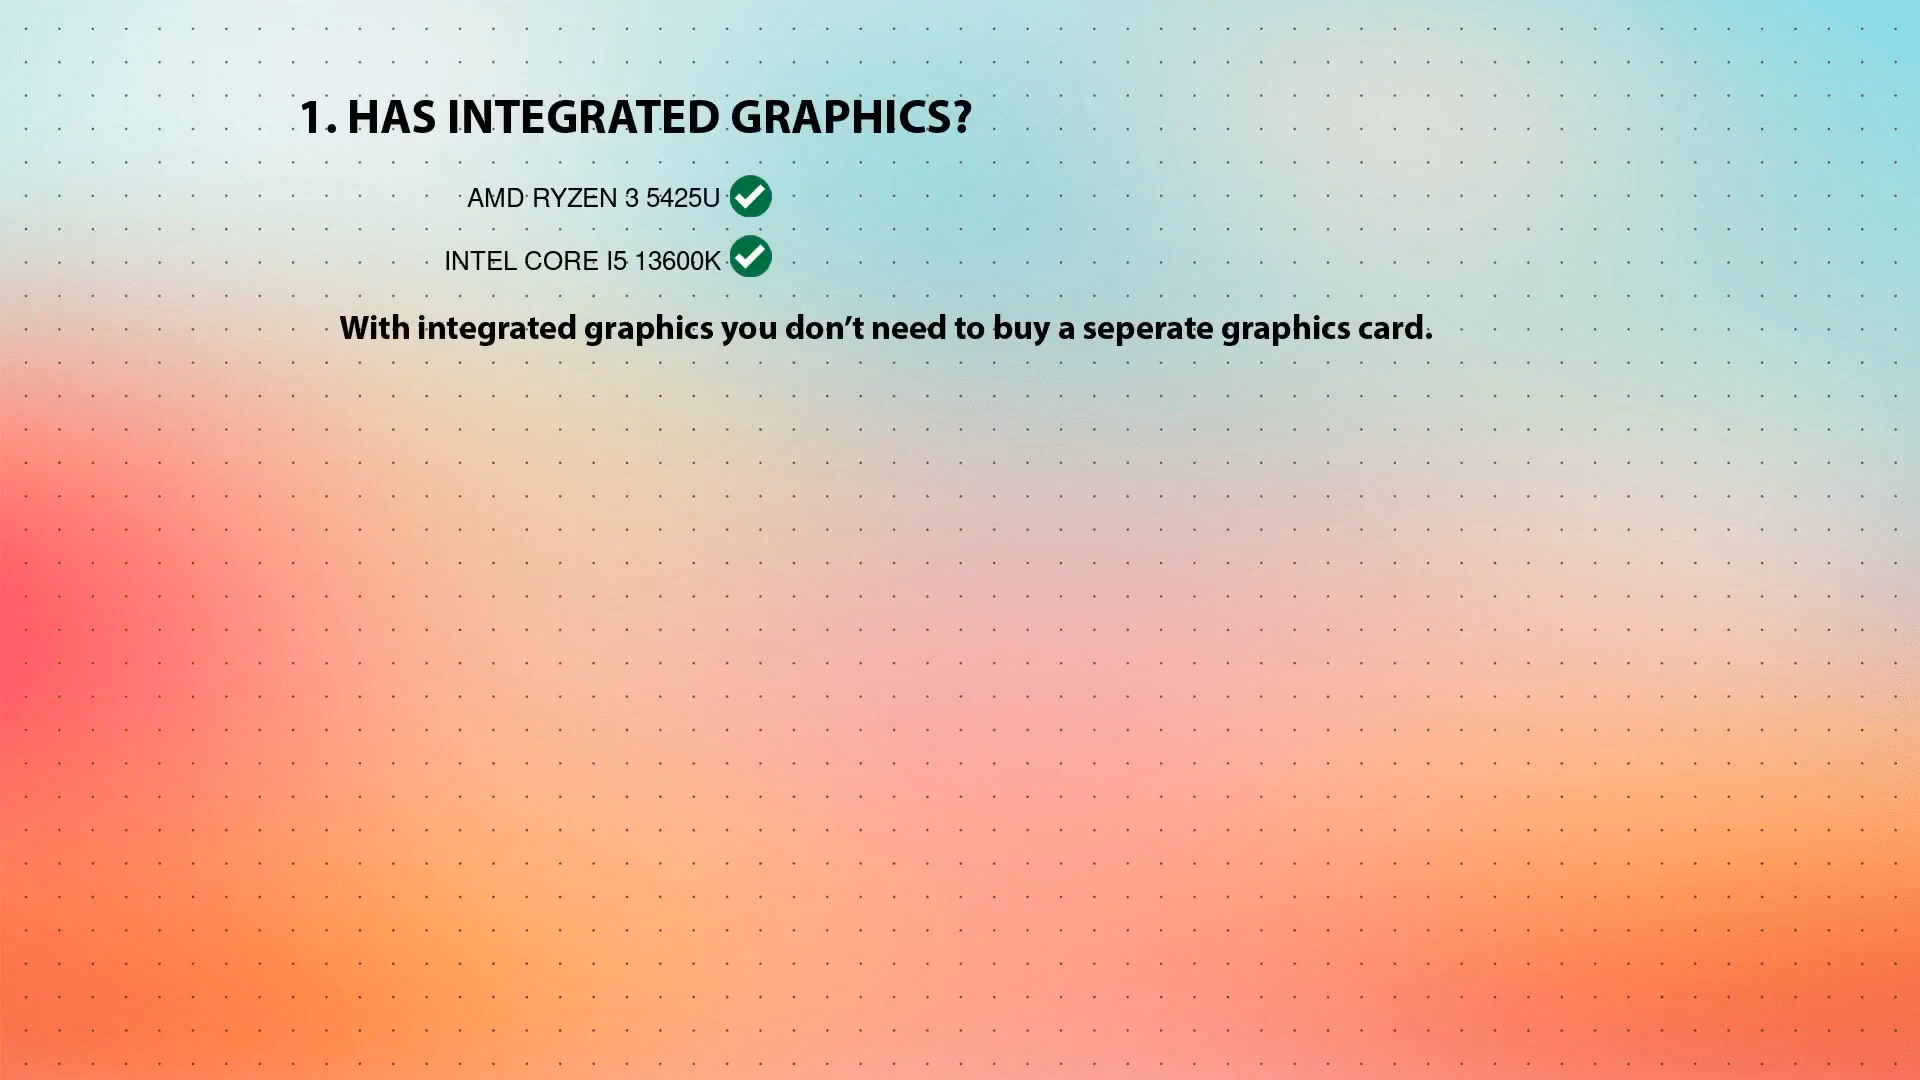 1. HAS INTEGRATED GRAPHICS?
AMD RYZEN 3 5425U
INTEL CORE I5 13600K
With integrated graphics you don’t need to buy a seperate graphics card.